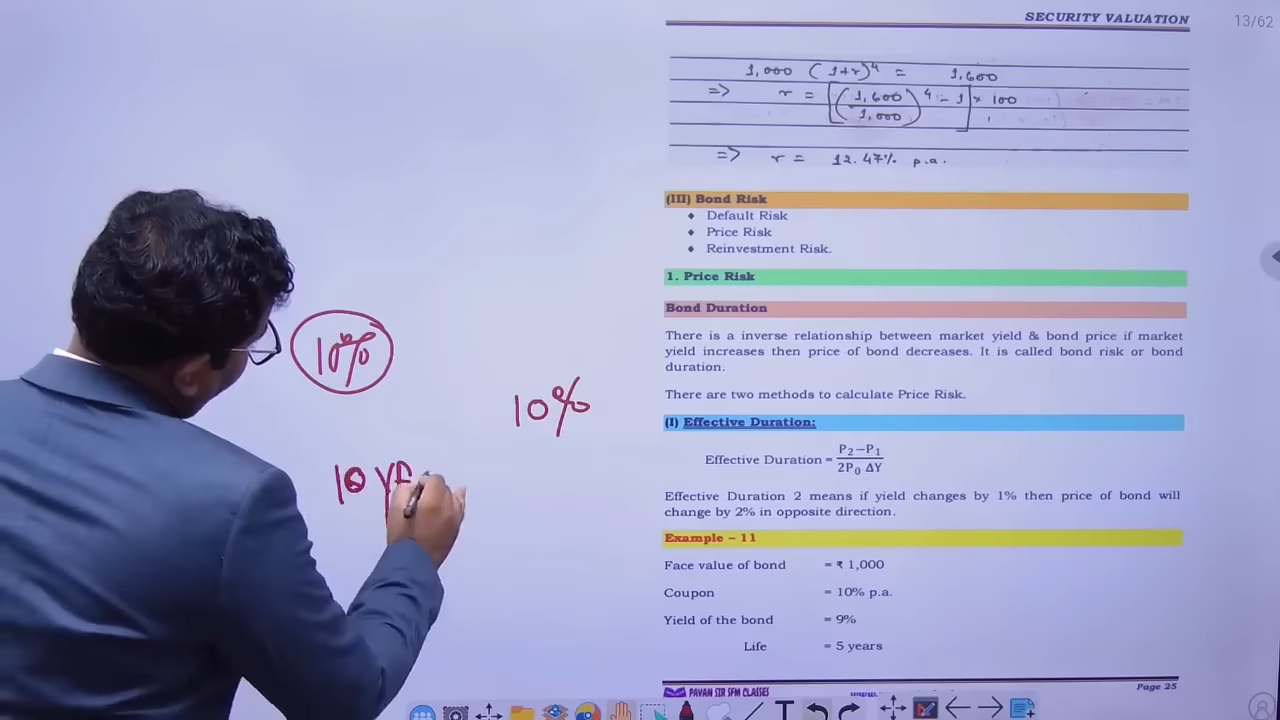 SECURITY VALUATION
13/62
1,000 (1+r)^4 = 1,600
=> r = [(1,600/1,000)^4 - 1] × 100
=> r = 12.47% p.a.
(III) Bond Risk
♦ Default Risk
♦ Price Risk
♦ Reinvestment Risk.
1. Price Risk
Bond Duration
There is a inverse relationship between market yield & bond price if market
yield increases then price of bond decreases. It is called bond risk or bond
duration.
There are two methods to calculate Price Risk.
(I) Effective Duration:
Effective Duration = P₂−P₁ / 2P₀ ΔY
Effective Duration 2 means if yield changes by 1% then price of bond will
change by 2% in opposite direction.
Example – 11
Face value of bond = ₹ 1,000
Coupon = 10% p.a.
Yield of the bond = 9%
Life = 5 years
PAVAN SIR SFM CLASSES
Page 25
10%
10%
10